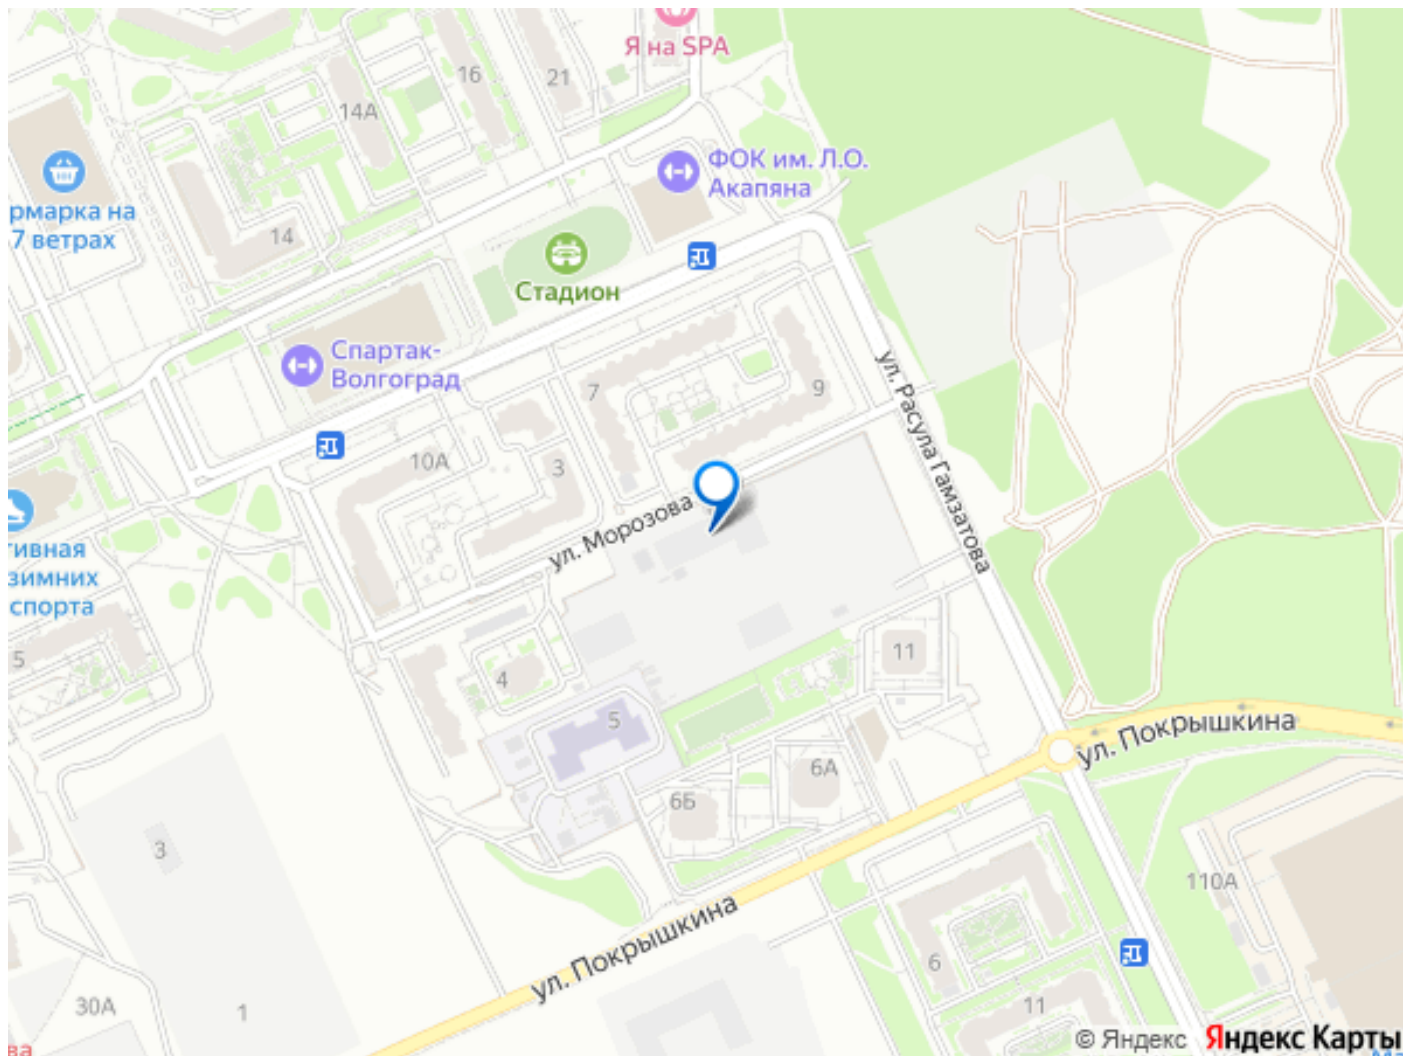 Я на SPA
16
21
14А
ФОК им. Л.О.
Акапяна
рмарка на
7 ветрах
14
Стадион
Спартак-
Волгоград
7
9
ул. Расула Гамзатова
10А
3
ул. Морозова
тивная
зимних
спорта
5
4
11
5
ул. Покрышкина
6А
6Б
3
110А
ул. Покрышкина
6
30А
1
11
© Яндекс
Яндекс Карты
ва